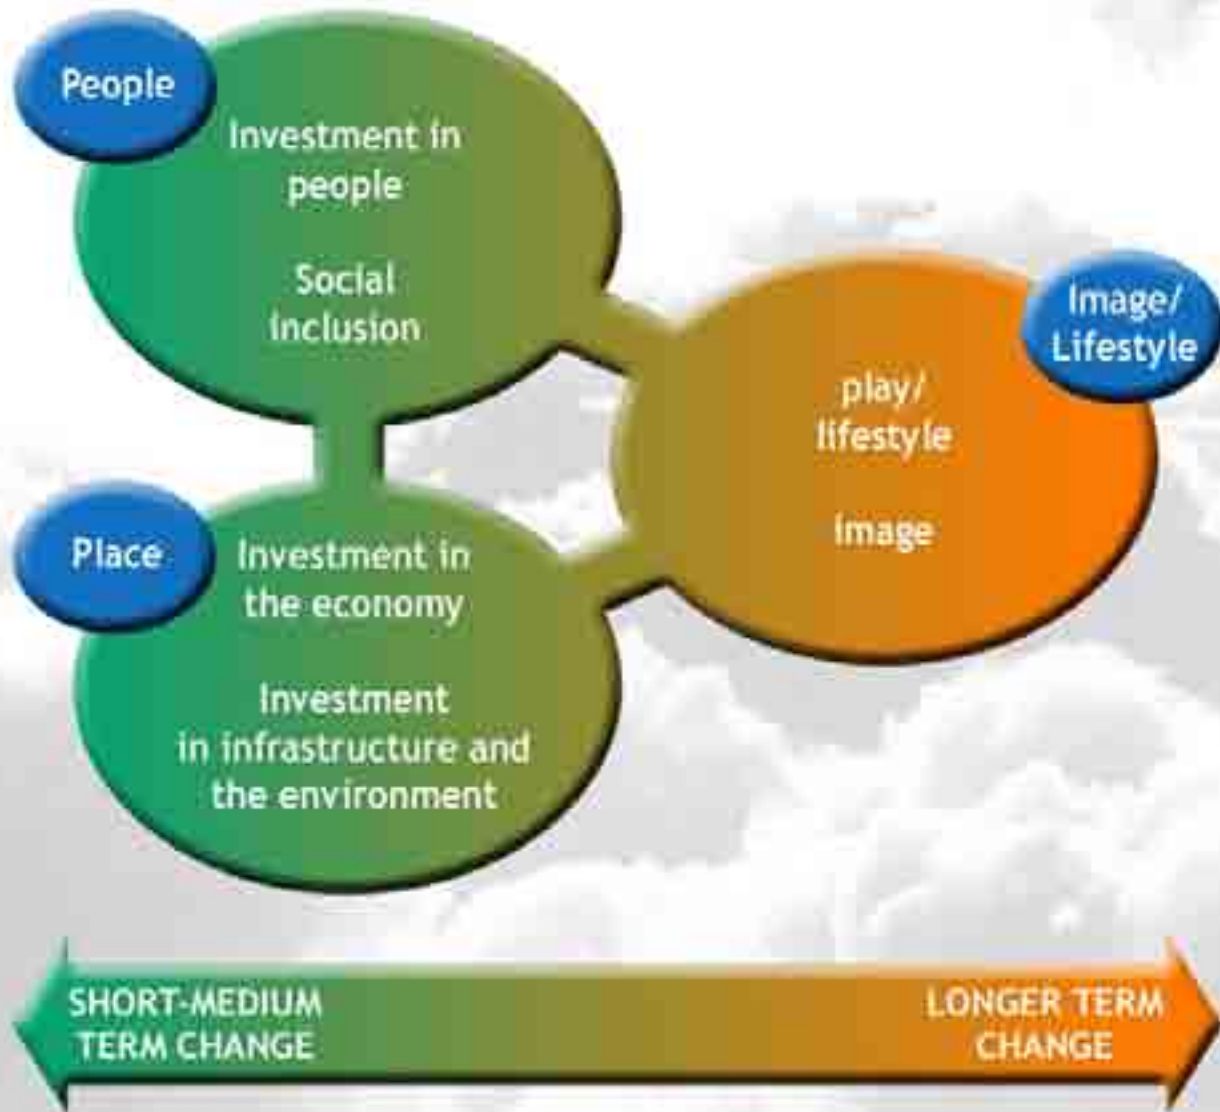 People
Investment in
people
Social
inclusion
Image/
Lifestyle
play/
lifestyle
image
Place
Investment in
the economy
Investment
in infrastructure and
the environment
SHORT-MEDIUM
TERM CHANGE
LONGER TERM
CHANGE